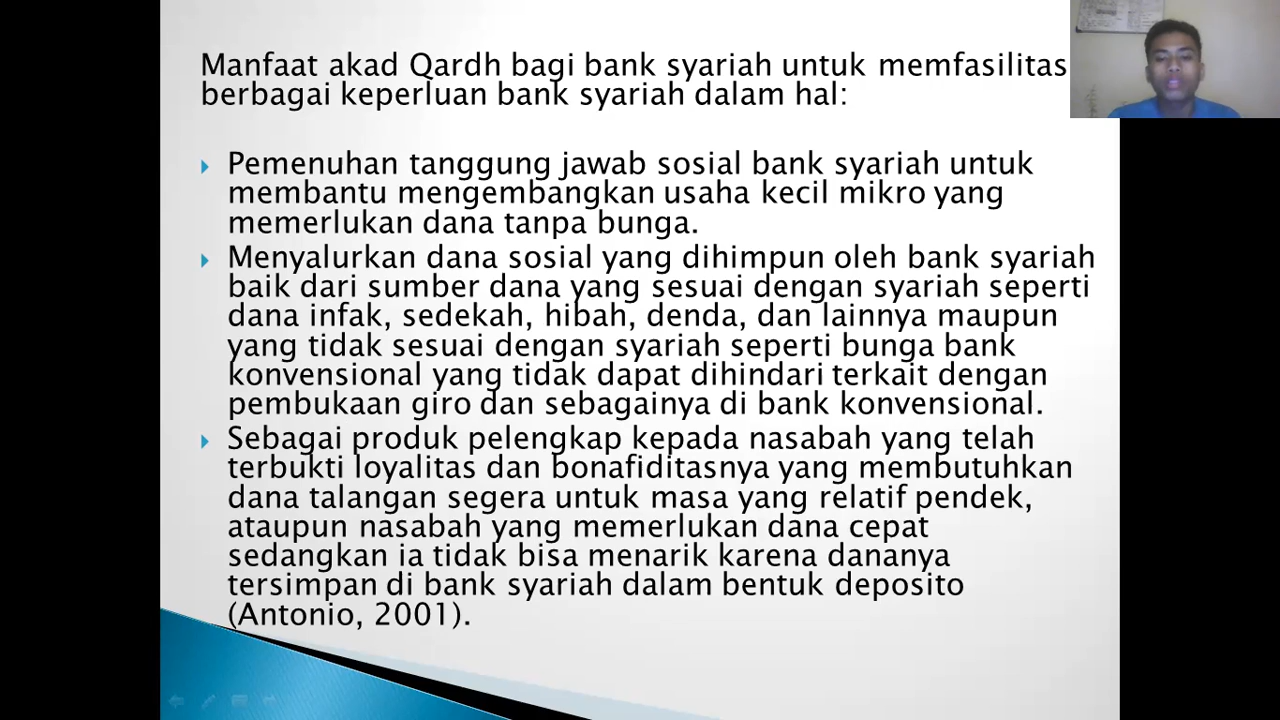 Manfaat akad Qardh bagi bank syariah untuk memfasilitas
berbagai keperluan bank syariah dalam hal:
Pemenuhan tanggung jawab sosial bank syariah untuk
membantu mengembangkan usaha kecil mikro yang
memerlukan dana tanpa bunga.
Menyalurkan dana sosial yang dihimpun oleh bank syariah
baik dari sumber dana yang sesuai dengan syariah seperti
dana infak, sedekah, hibah, denda, dan lainnya maupun
yang tidak sesuai dengan syariah seperti bunga bank
konvensional yang tidak dapat dihindari terkait dengan
pembukaan giro dan sebagainya di bank konvensional.
Sebagai produk pelengkap kepada nasabah yang telah
terbukti loyalitas dan bonafiditasnya yang membutuhkan
dana talangan segera untuk masa yang relatif pendek,
ataupun nasabah yang memerlukan dana cepat
sedangkan ia tidak bisa menarik karena dananya
tersimpan di bank syariah dalam bentuk deposito
(Antonio, 2001).